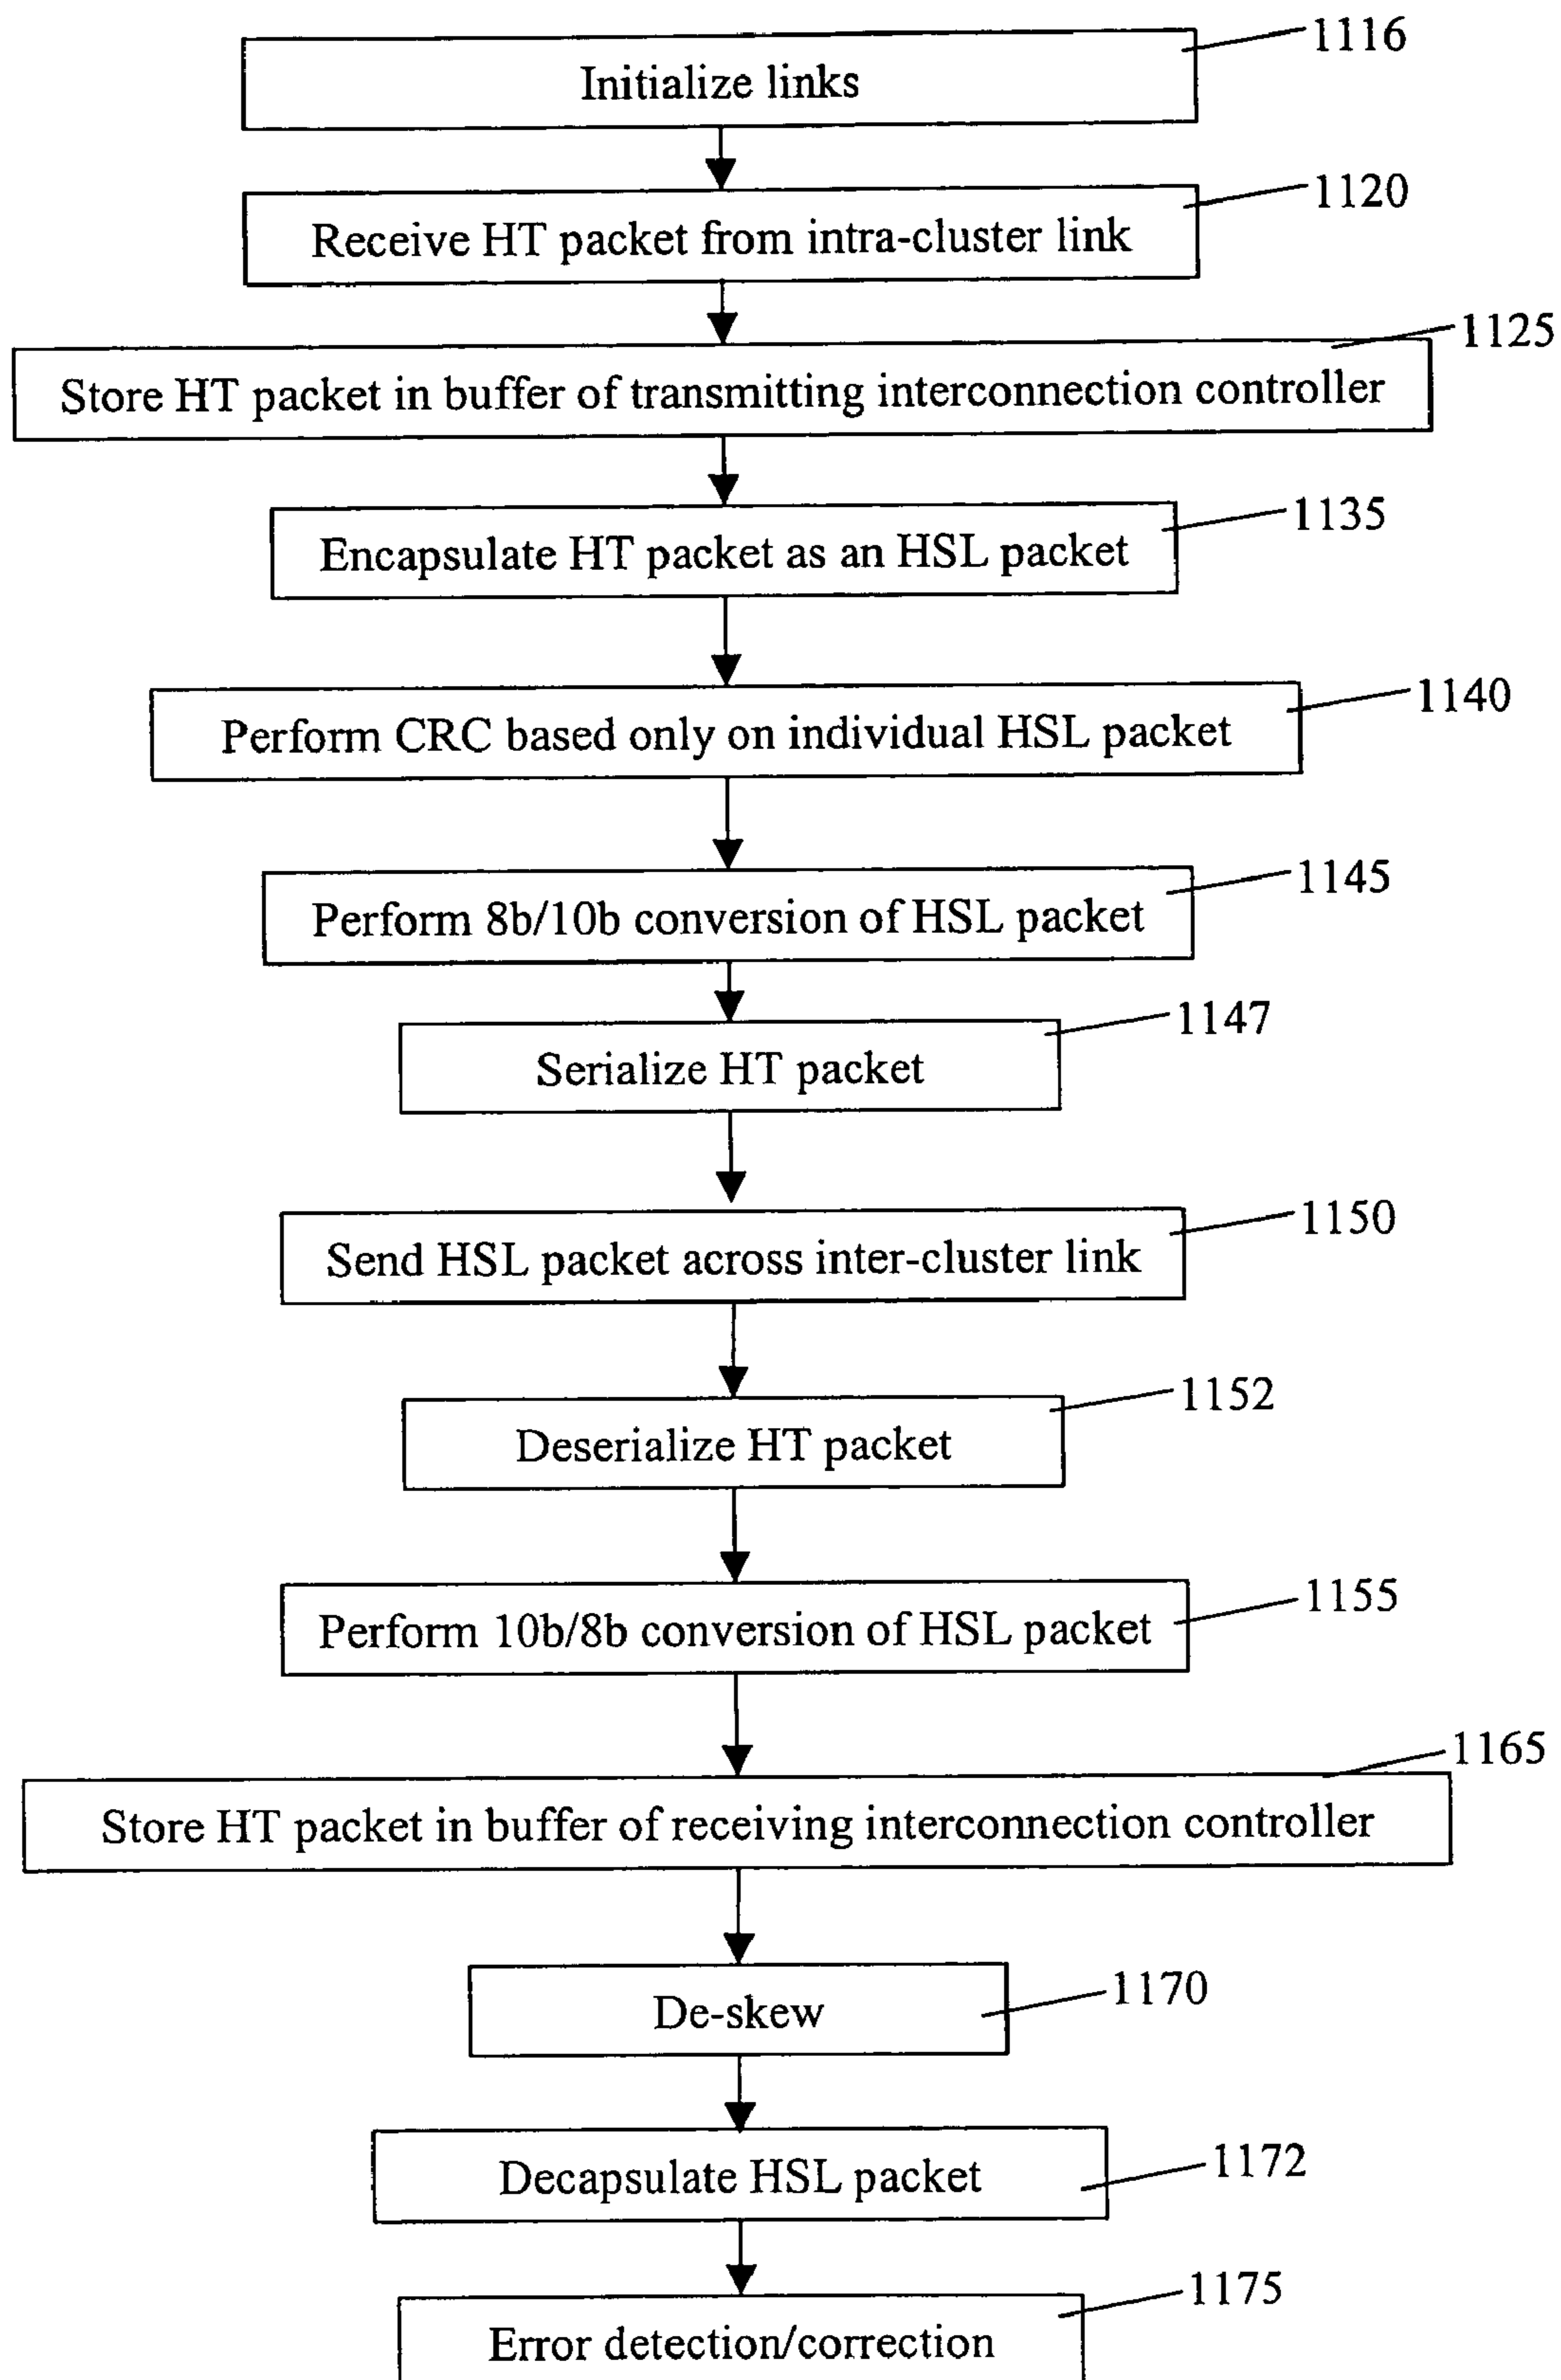 1116
Initialize links
1120
Receive HT packet from intra-cluster link
1125
Store HT packet in buffer of transmitting interconnection controller
1135
Encapsulate HT packet as an HSL packet
1140
Perform CRC based only on individual HSL packet
1145
Perform 8b/10b conversion of HSL packet
1147
Serialize HT packet
1150
Send HSL packet across inter-cluster link
1152
Deserialize HT packet
1155
Perform 10b/8b conversion of HSL packet
1165
Store HT packet in buffer of receiving interconnection controller
1170
De-skew
1172
Decapsulate HSL packet
1175
Error detection/correction